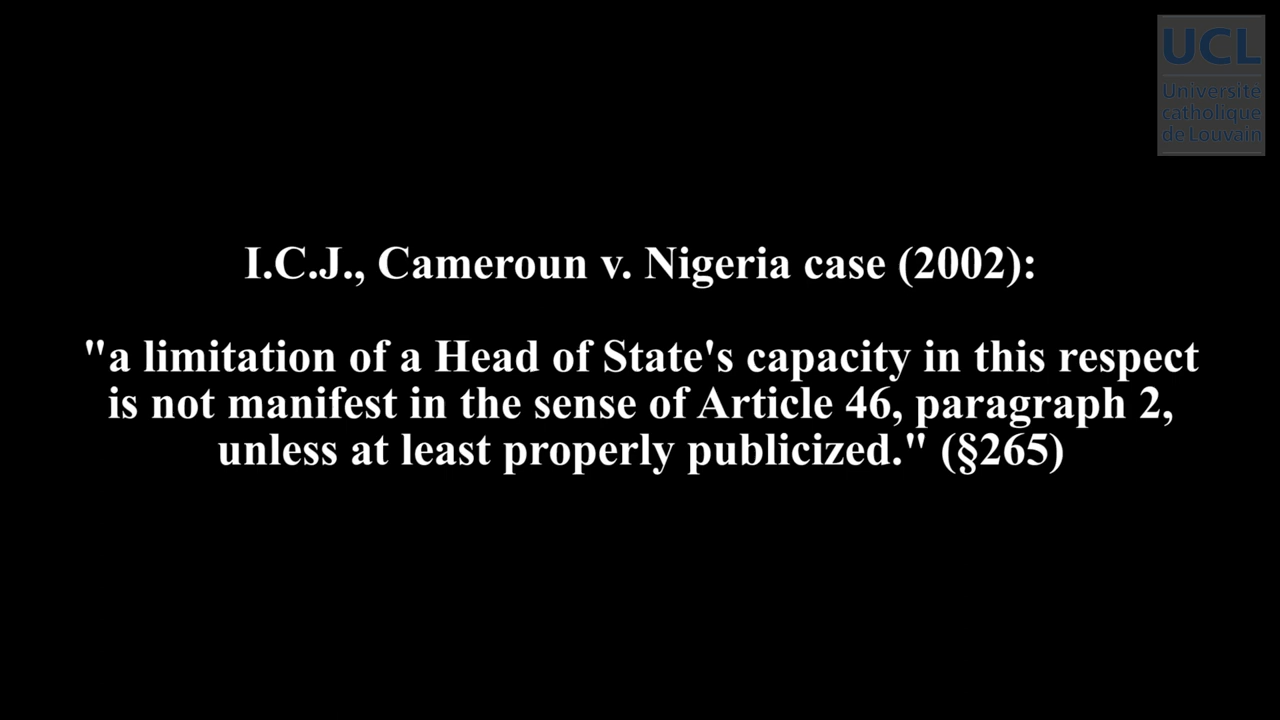 UCL
Université
catholique
de Louvain
I.C.J., Cameroun v. Nigeria case (2002):
"a limitation of a Head of State's capacity in this respect
is not manifest in the sense of Article 46, paragraph 2,
unless at least properly publicized." (§265)